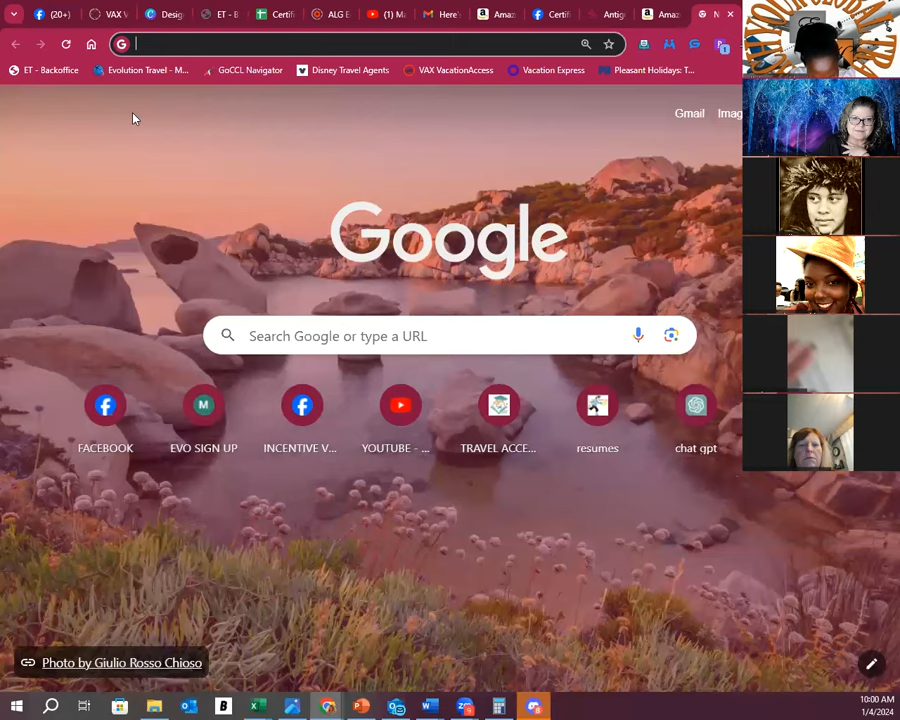 (20+)
VAX V
Design
ET - B
Certifi
ALG E
(1) M
Here'
Amaz
Certifi
Antig
Amaz
N
ET - Backoffice
Evolution Travel - M...
GoCCL Navigator
Disney Travel Agents
VAX VacationAccess
Vacation Express
Pleasant Holidays: T...
Gmail
Imag
Google
Search Google or type a URL
FACEBOOK
EVO SIGN UP
INCENTIVE V...
YOUTUBE - ...
TRAVEL ACCE...
resumes
chat gpt
Photo by Giulio Rosso Chioso
10:00 AM
1/4/2024